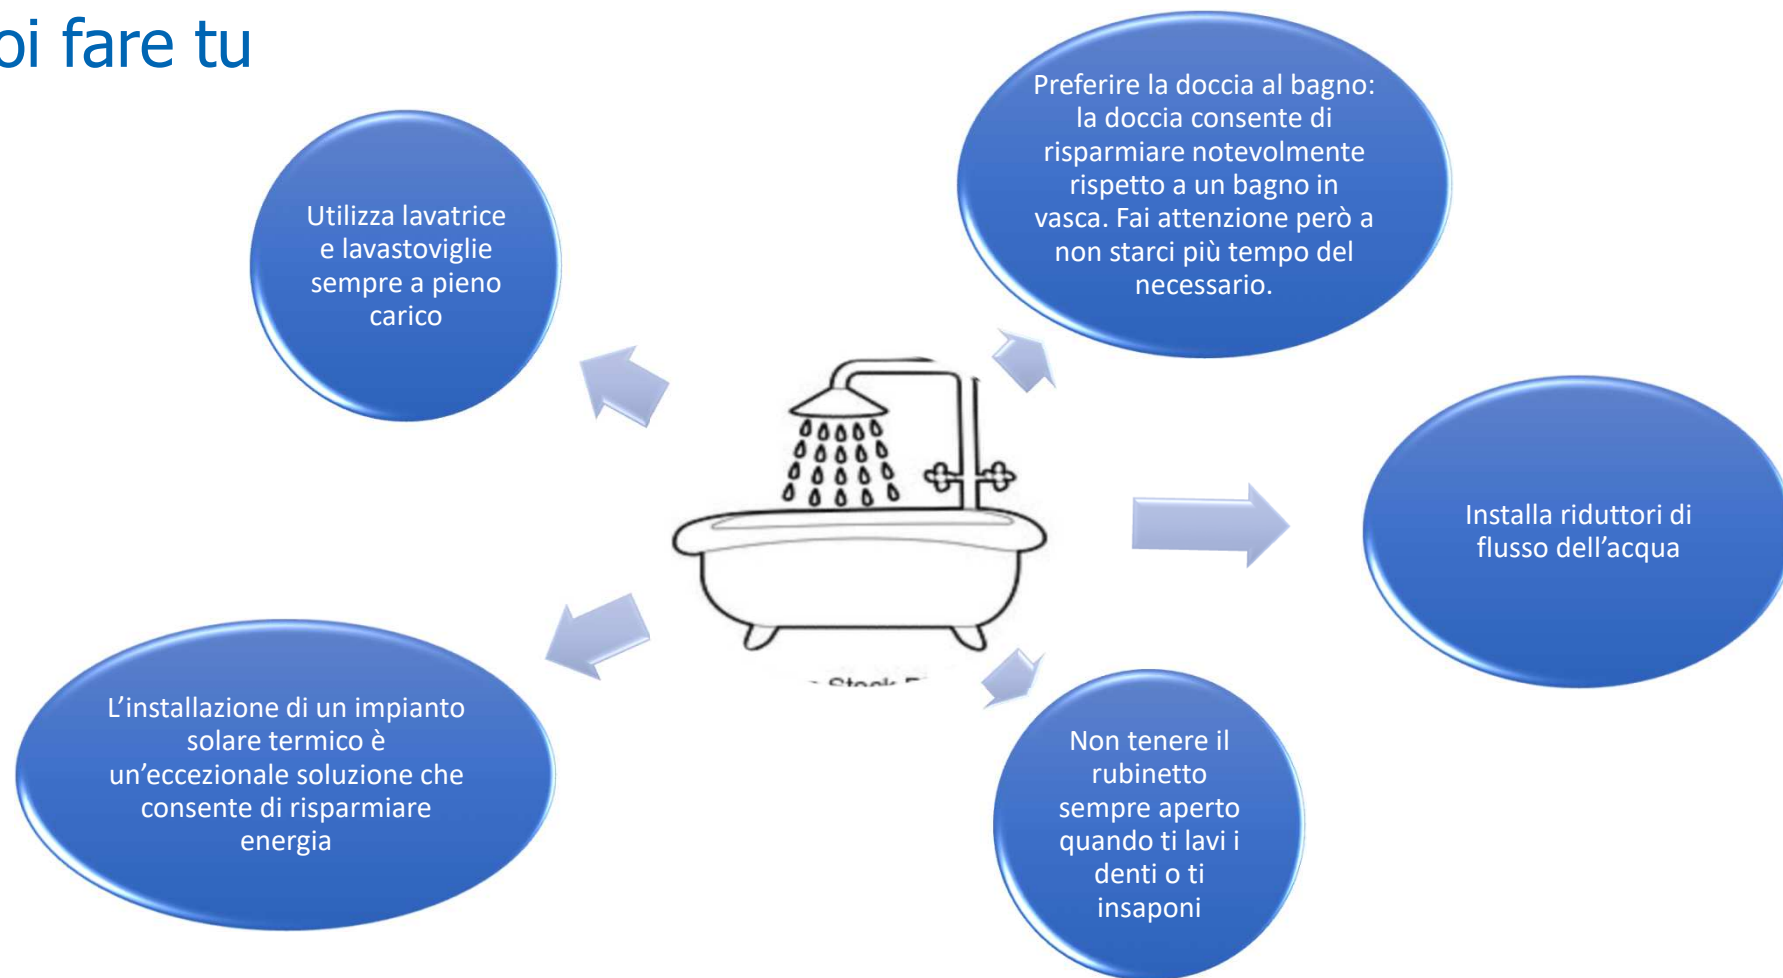 oi fare tu
Preferire la doccia al bagno:
la doccia consente di
risparmiare notevolmente
rispetto a un bagno in
vasca. Fai attenzione però a
non starci più tempo del
necessario.
Utilizza lavatrice
e lavastoviglie
sempre a pieno
carico
Installa riduttori di
flusso dell’acqua
L’installazione di un impianto
solare termico è
un’eccezionale soluzione che
consente di risparmiare
energia
Non tenere il
rubinetto
sempre aperto
quando ti lavi i
denti o ti
insaponi